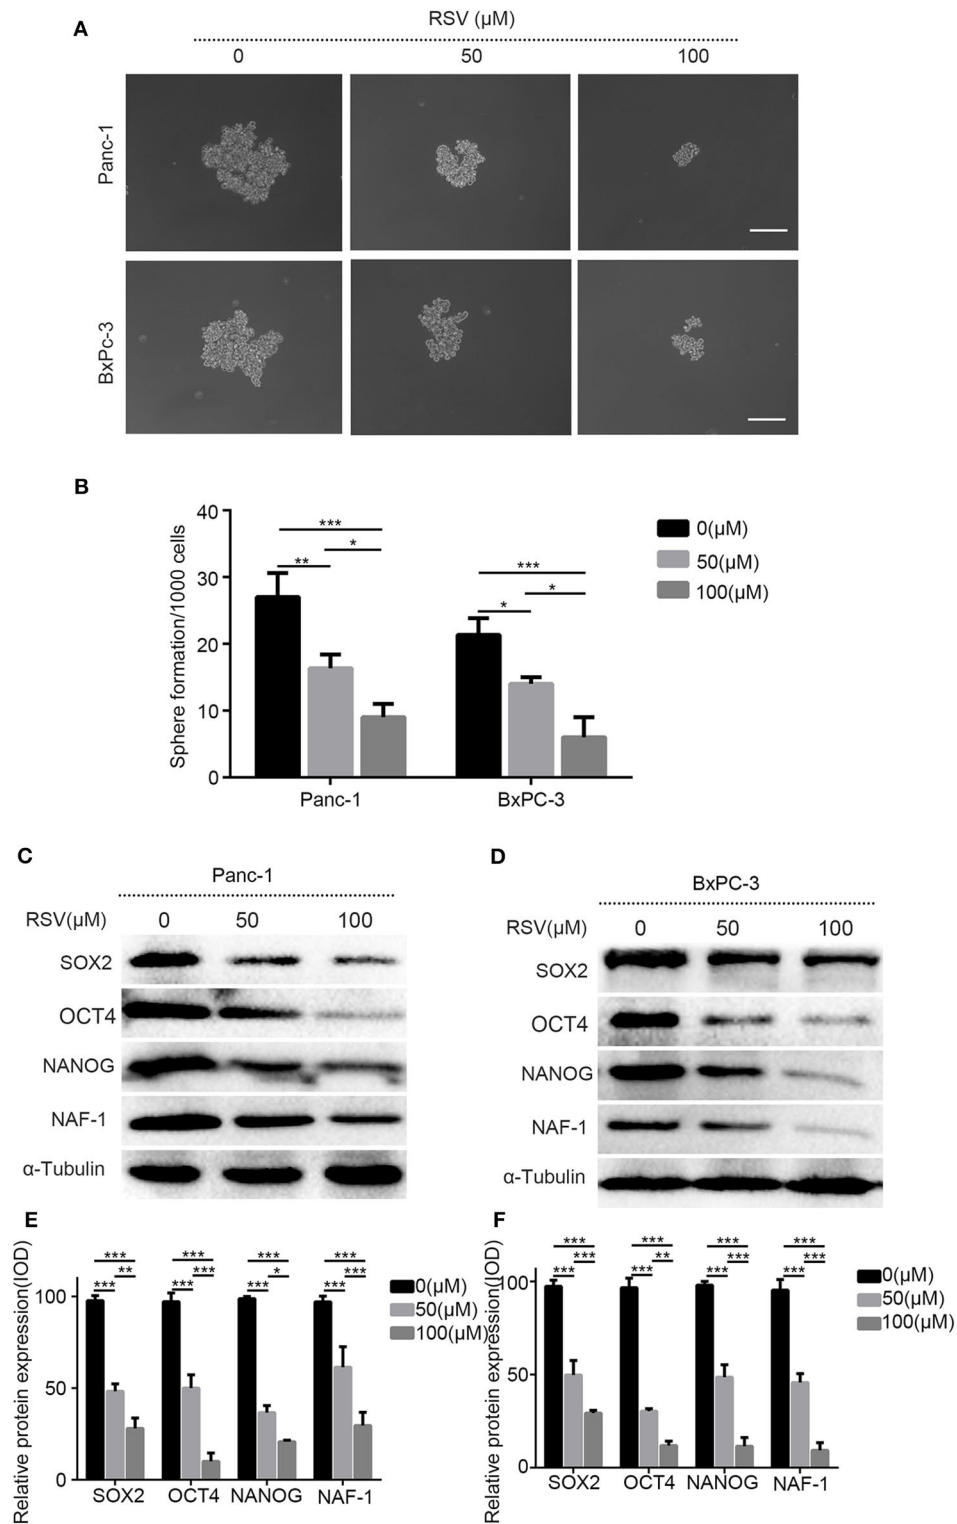 A
RSV (µM)
0 50 100
Panc-1
BxPc-3
B
Sphere formation/1000 cells
40
30
20
10
0
***
*
**
***
*
*
0(µM)
50(µM)
100(µM)
Panc-1 BxPC-3
C
Panc-1
RSV(µM) 0 50 100
SOX2
OCT4
NANOG
NAF-1
α-Tubulin
D
BxPC-3
RSV(µM) 0 50 100
SOX2
OCT4
NANOG
NAF-1
α-Tubulin
E
Relative protein expression(IOD)
100
50
0
*** *** *** ***
** *** * ***
*** *** *** ***
0(µM)
50(µM)
100(µM)
SOX2 OCT4 NANOG NAF-1
F
Relative protein expression(IOD)
100
50
0
*** *** *** ***
*** ** *** ***
*** *** *** ***
0(µM)
50(µM)
100(µM)
SOX2 OCT4 NANOG NAF-1